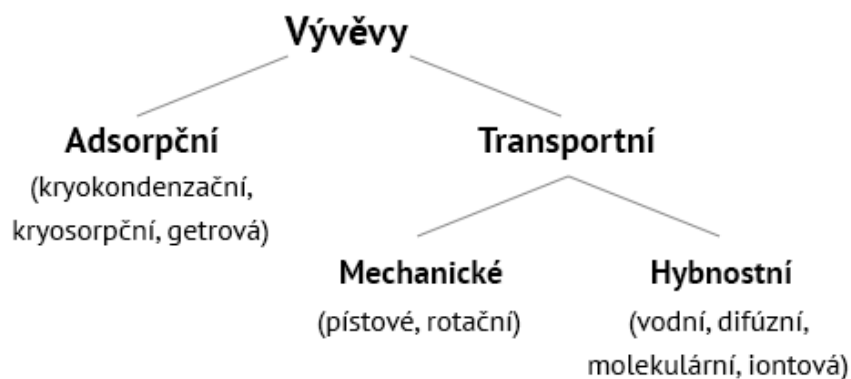 Vývěvy
Adsorpční
(kryokondenzační,
kryosorpční, getrová)
Transportní
Mechanické
(pístové, rotační)
Hybnostní
(vodní, difúzní,
molekulární, iontová)